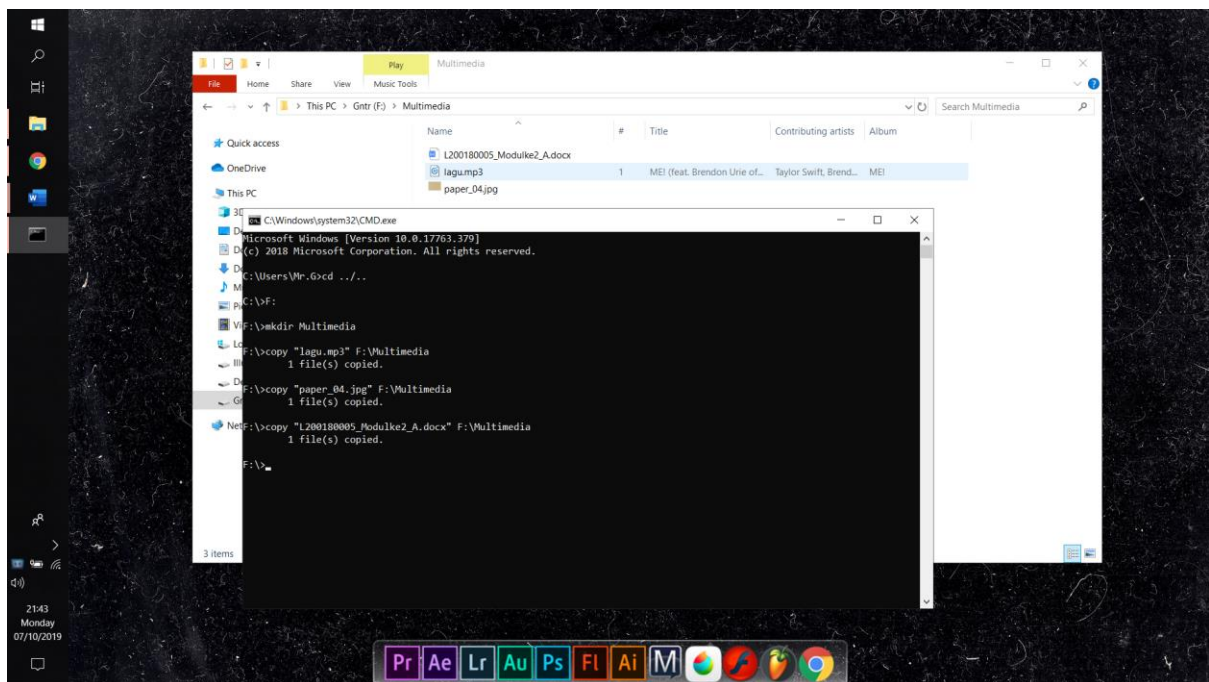 Play
Multimedia
File
Home
Share
View
Music Tools
This PC > Gntr (F:) > Multimedia
Search Multimedia
Name
#
Title
Contributing artists
Album
Quick access
OneDrive
This PC
L200180005_Modulke2_A.docx
lagu.mp3 1 MEI (feat. Brendon Urie of... Taylor Swift, Brend... MEI
paper_04.jpg
C:\Windows\system32\CMD.exe
Microsoft Windows [Version 10.0.17763.379]
(c) 2018 Microsoft Corporation. All rights reserved.
C:\Users\Mr.G>cd ../..
C:\>F:
F:\>mkdir Multimedia
F:\>copy "lagu.mp3" F:\Multimedia
1 file(s) copied.
F:\>copy "paper_04.jpg" F:\Multimedia
1 file(s) copied.
F:\>copy "L200180005_Modulke2_A.docx" F:\Multimedia
1 file(s) copied.
F:\>
3 items
21:43
Monday
07/10/2019
Pr Ae Lr Au Ps Fl Ai M